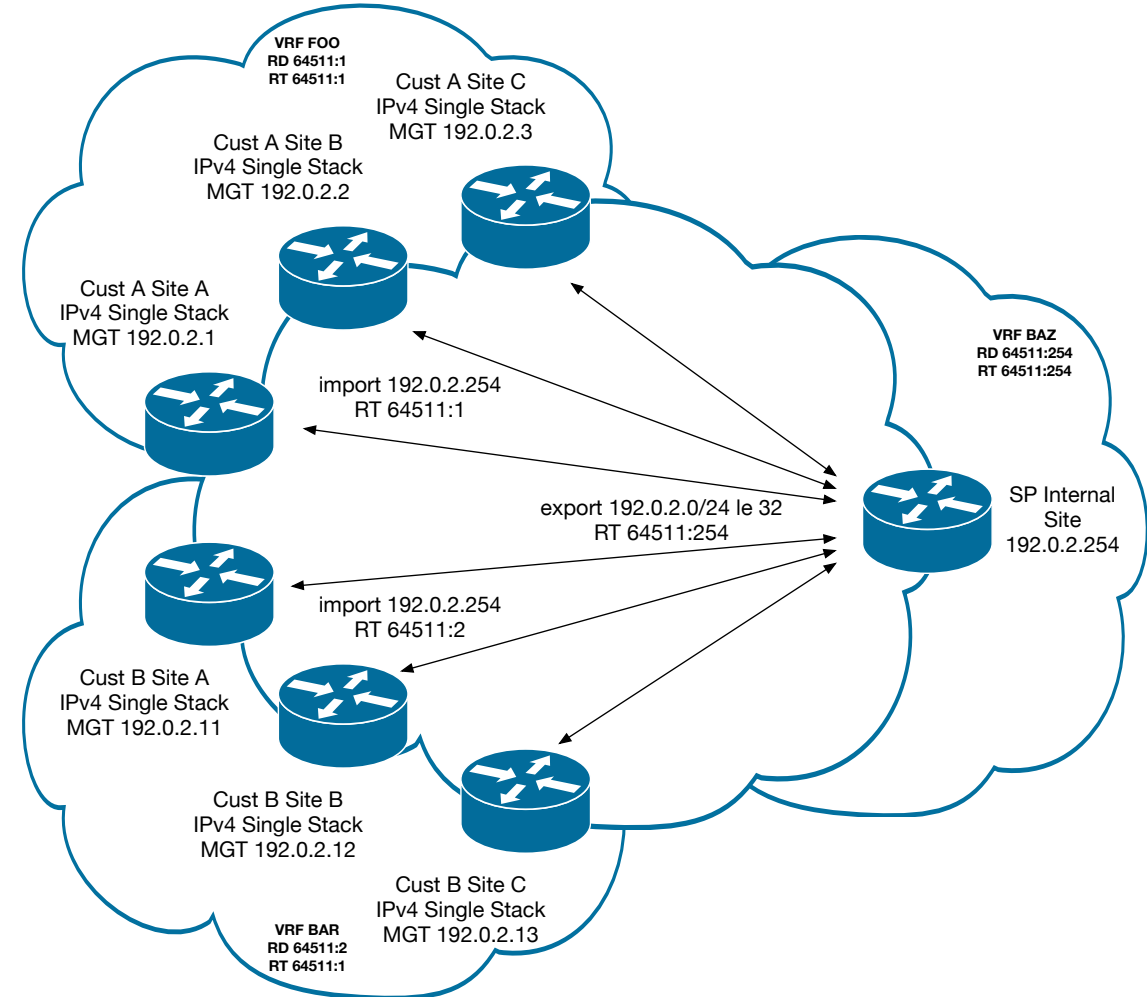 VRF FOO
RD 64511:1
RT 64511:1
Cust A Site C
IPv4 Single Stack
MGT 192.0.2.3
Cust A Site B
IPv4 Single Stack
MGT 192.0.2.2
Cust A Site A
IPv4 Single Stack
MGT 192.0.2.1
VRF BAZ
RD 64511:254
RT 64511:254
import 192.0.2.254
RT 64511:1
export 192.0.2.0/24 le 32
RT 64511:254
SP Internal
Site
192.0.2.254
import 192.0.2.254
RT 64511:2
Cust B Site A
IPv4 Single Stack
MGT 192.0.2.11
Cust B Site B
IPv4 Single Stack
MGT 192.0.2.12
Cust B Site C
IPv4 Single Stack
MGT 192.0.2.13
VRF BAR
RD 64511:2
RT 64511:1